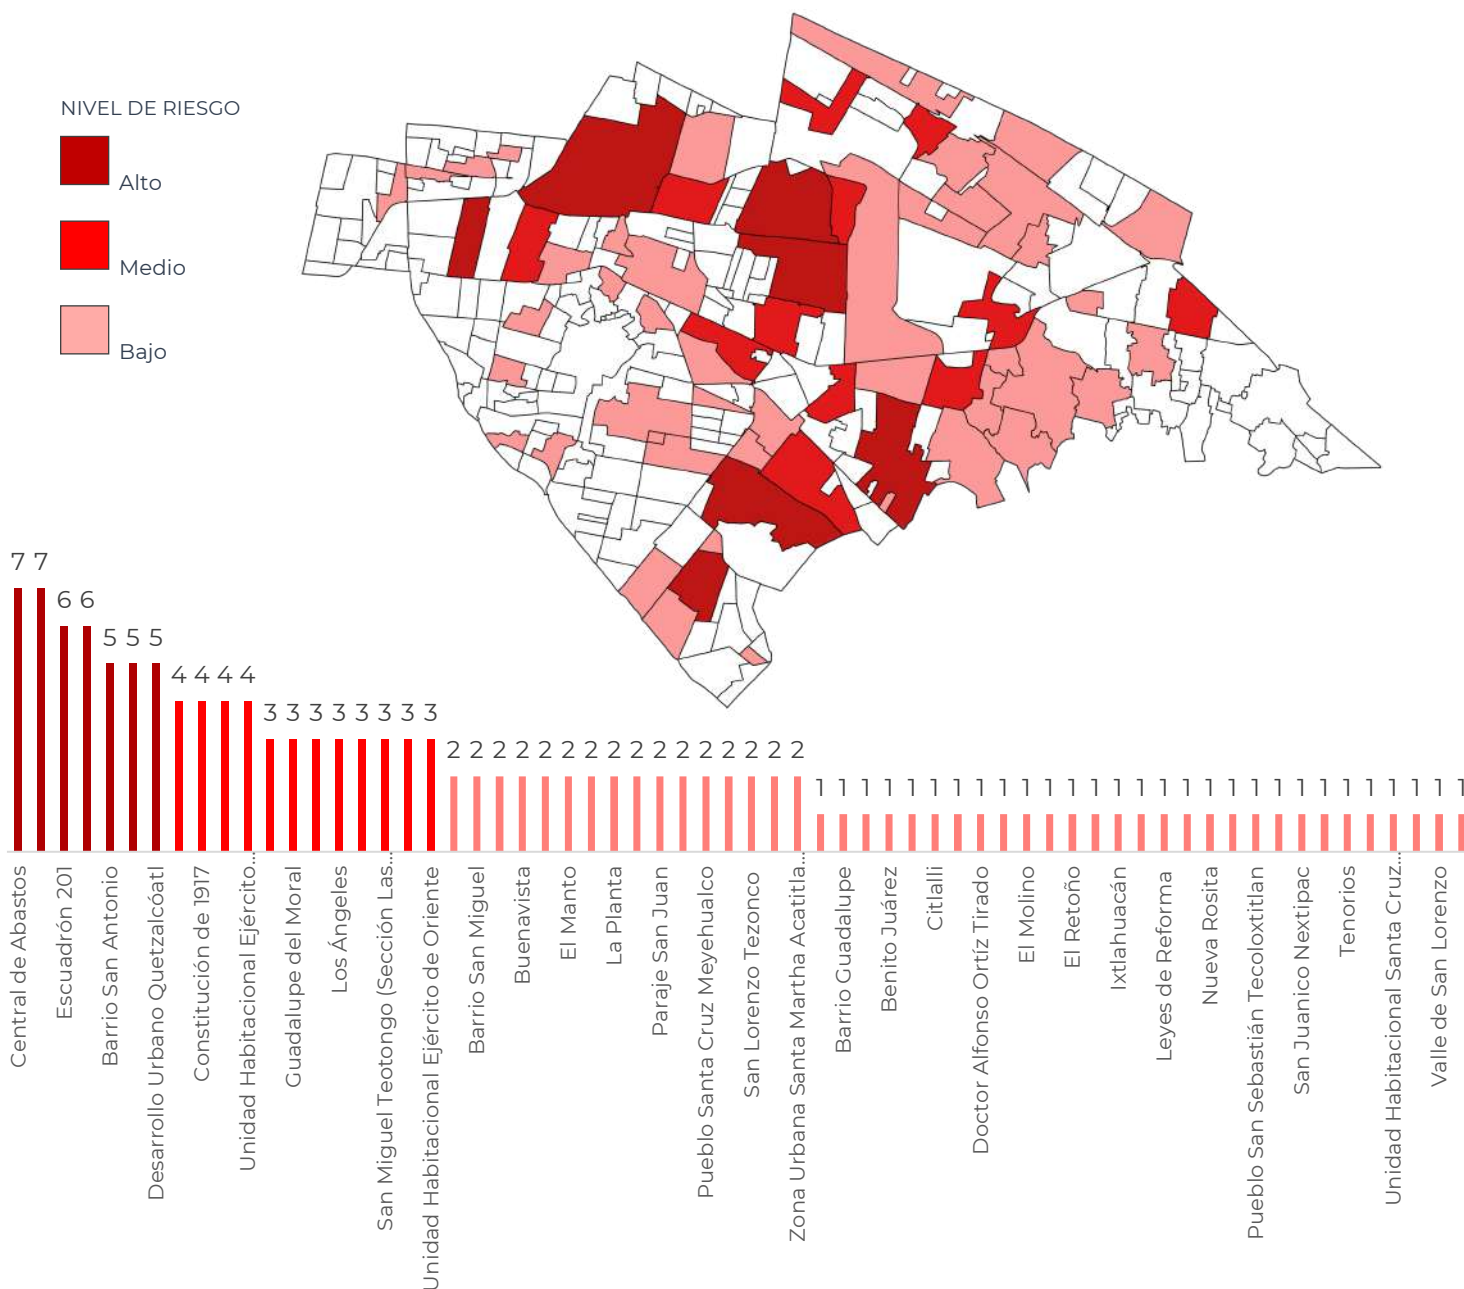 NIVEL DE RIESGO
Alto
Medio
Bajo
7 7
6 6
5 5 5
4 4 4 4
3 3 3 3 3 3 3 3
2 2 2 2 2 2 2 2 2 2 2 2 2 2 2 2
1 1 1 1 1 1 1 1 1 1 1 1 1 1 1 1 1 1 1 1 1 1 1 1 1 1 1 1 1
Central de Abastos
Escuadrón 201
Barrio San Antonio
Desarrollo Urbano Quetzalcóatl
Constitución de 1917
Unidad Habitacional Ejército...
Guadalupe del Moral
Los Ángeles
San Miguel Teotongo (Sección Las...
Unidad Habitacional Ejército de Oriente
Barrio San Miguel
Buenavista
El Manto
La Planta
Paraje San Juan
Pueblo Santa Cruz Meyehualco
San Lorenzo Tezonco
Zona Urbana Santa Martha Acatitla...
Barrio Guadalupe
Benito Juárez
Citlalli
Doctor Alfonso Ortíz Tirado
El Molino
El Retoño
Ixtlahuacán
Leyes de Reforma
Nueva Rosita
Pueblo San Sebastián Tecoloxtitlan
San Juanico Nextipac
Tenorios
Unidad Habitacional Santa Cruz...
Valle de San Lorenzo